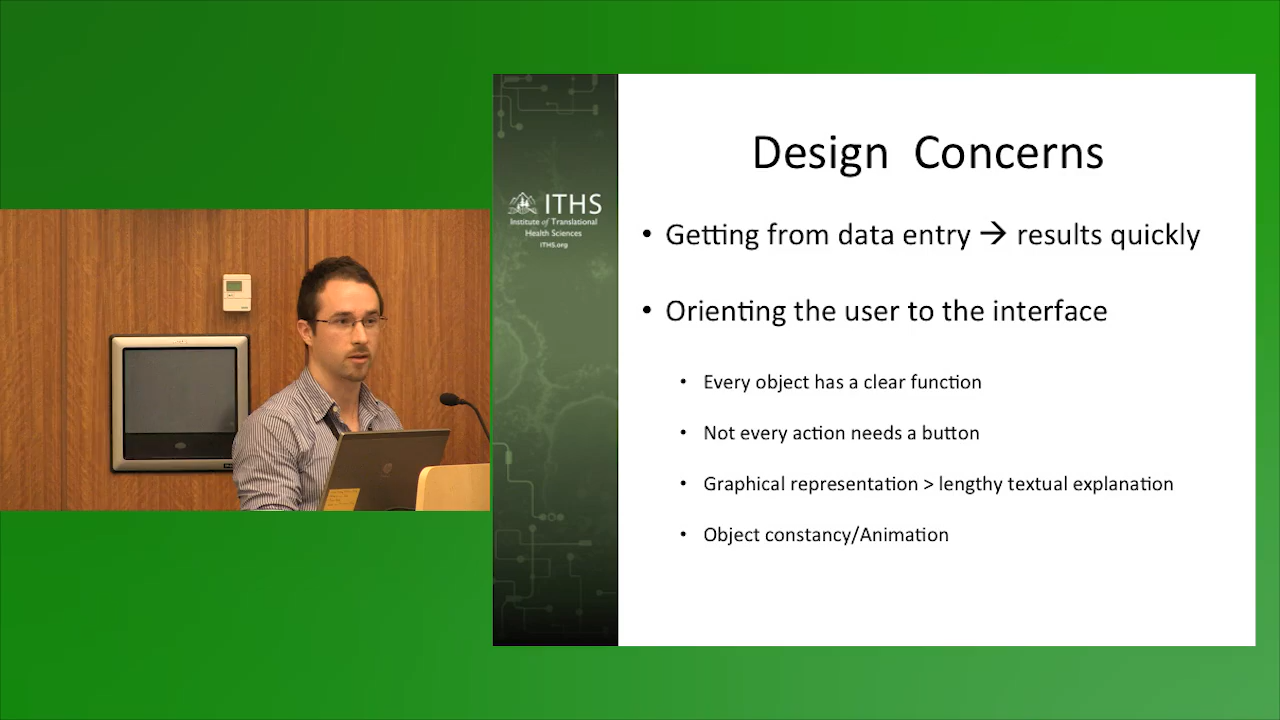 Design Concerns
• Getting from data entry → results quickly
• Orienting the user to the interface
• Every object has a clear function
• Not every action needs a button
• Graphical representation > lengthy textual explanation
• Object constancy/Animation
ITHS
Institute of Translational
Health Sciences
ITHS.org